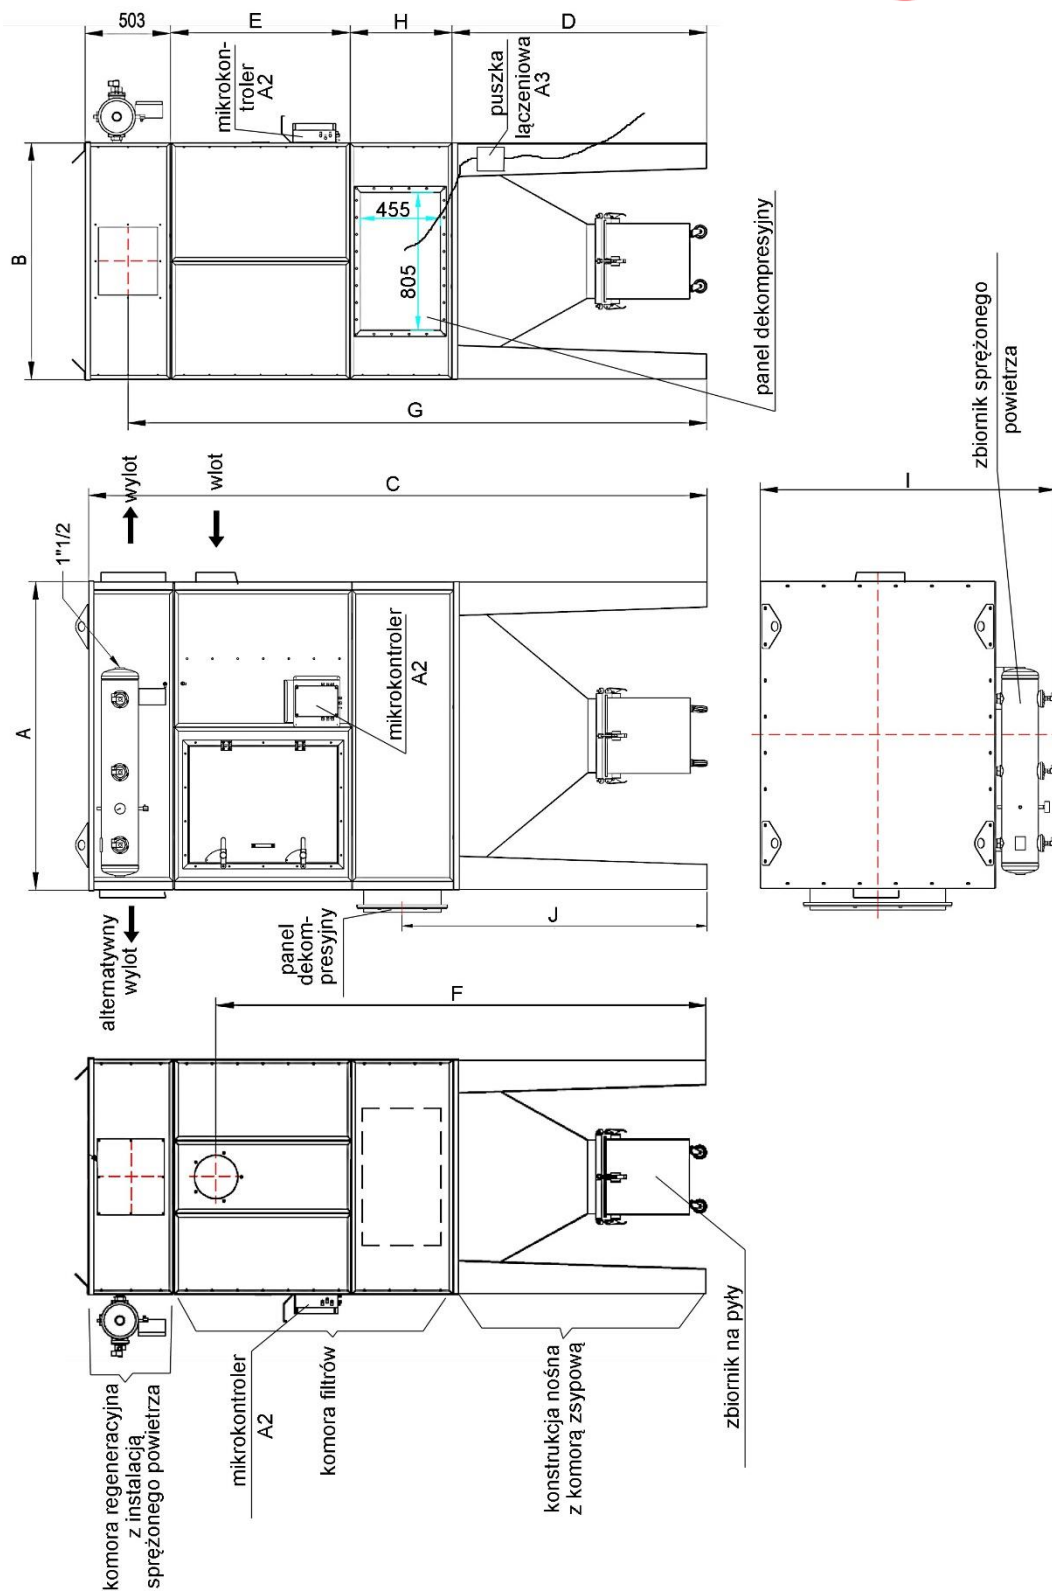 503
E
H
D
mikrokon-
troler
A2
puszka
łączeniowa
A3
B
455
805
panel dekompresyjny
G
zbiornik sprężonego
powietrza
C
wylot
wlot
1"1/2
A
mikrokontroler
A2
I
alternatywny
wylot
panel
dekom-
presyjny
J
F
komora regeneracyjna
z instalacją
sprężonego powietrza
mikrokontroler
A2
komora filtrów
konstrukcja nośna
z komorą zsypową
zbiornik na pyły